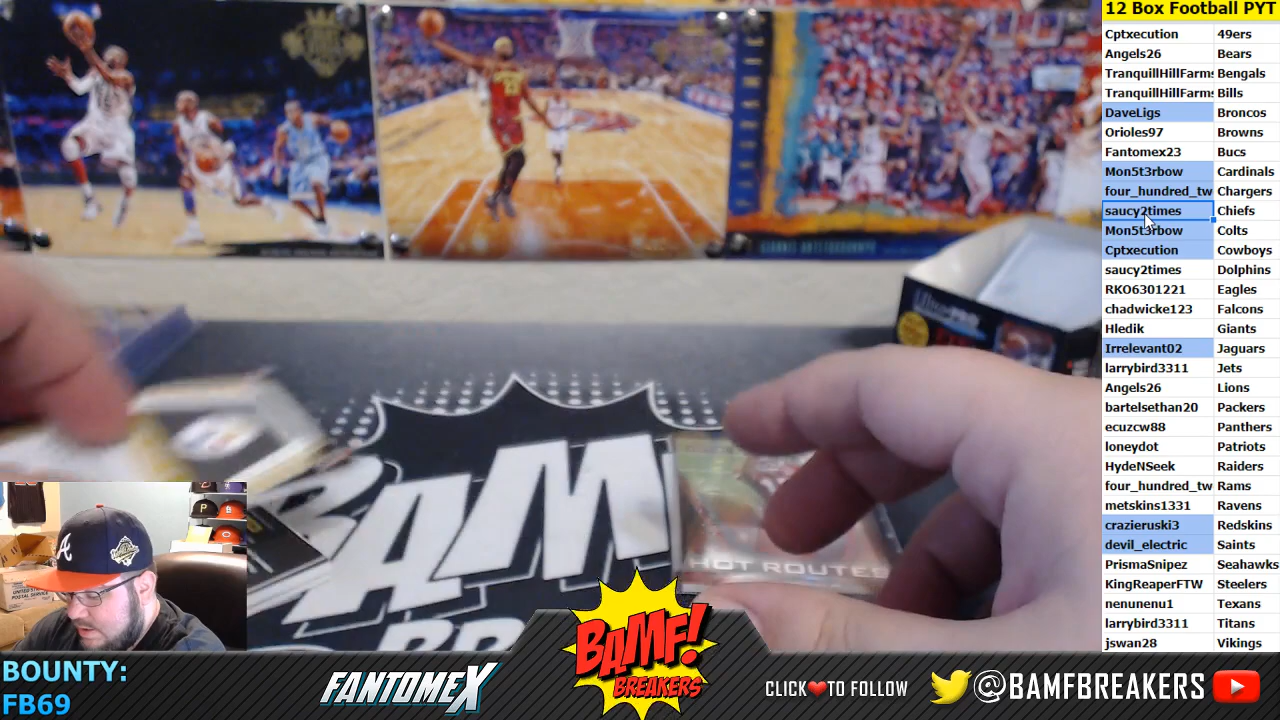 12 Box Football PYT
Cptxecution 49ers
Angels26 Bears
TranquillHillFarms Bengals
TranquillHillFarms Bills
DaveLigs Broncos
Orioles97 Browns
Fantomex23 Bucs
Mon5t3rbow Cardinals
four_hundred_tw Chargers
saucy2times Chiefs
Mon5t3rbow Colts
Cptxecution Cowboys
saucy2times Dolphins
RKO6301221 Eagles
chadwicke123 Falcons
Hledik Giants
Irrelevant02 Jaguars
larrybird3311 Jets
Angels26 Lions
bartelsethan20 Packers
ecuzcw88 Panthers
loneydot Patriots
HydeNSeek Raiders
four_hundred_tw Rams
metskins1331 Ravens
crazieruski3 Redskins
devil_electric Saints
PrismaSnipez Seahawks
KingReaperFTW Steelers
nenunenu1 Texans
larrybird3311 Titans
jswan28 Vikings
23
BAM
HOT ROUTES
A
P
BOUNTY:
FB69
FANTOMEX
BAMF!
BREAKERS
CLICK TO FOLLOW
@BAMFBREAKERS